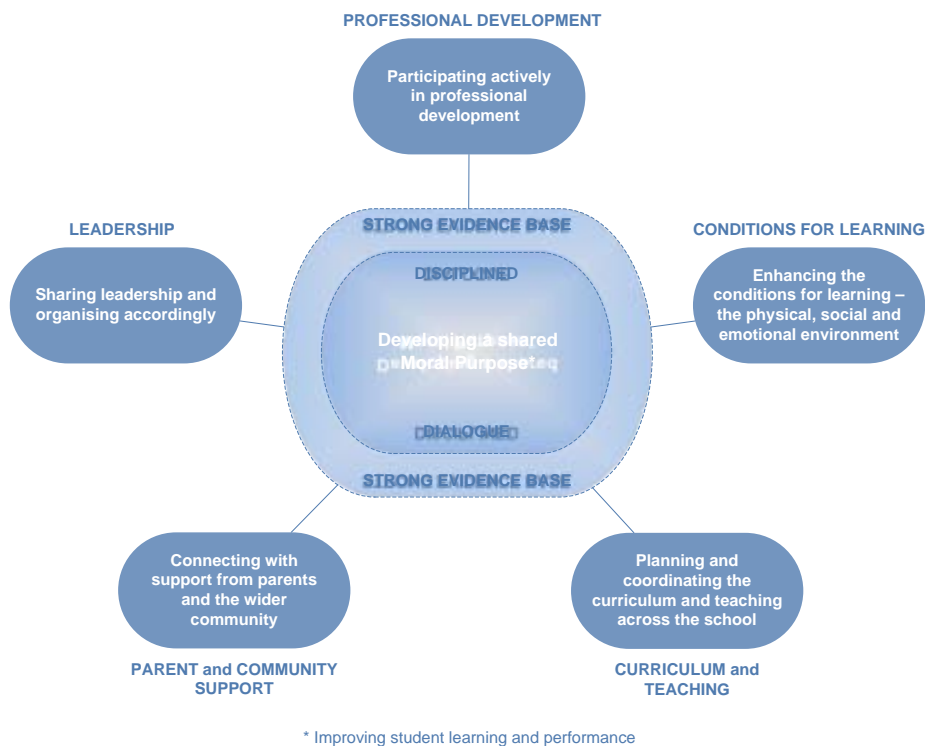 PROFESSIONAL DEVELOPMENT
Participating actively
in professional
development
LEADERSHIP
Sharing leadership and
organising accordingly
STRONG EVIDENCE BASE
DISCIPLINED
Developing a shared
Moral Purpose*
DIALOGUE
STRONG EVIDENCE BASE
CONDITIONS FOR LEARNING
Enhancing the
conditions for learning –
the physical, social and
emotional environment
Connecting with
support from parents
and the wider
community
PARENT and COMMUNITY
SUPPORT
Planning and
coordinating the
curriculum and teaching
across the school
CURRICULUM and
TEACHING
* Improving student learning and performance